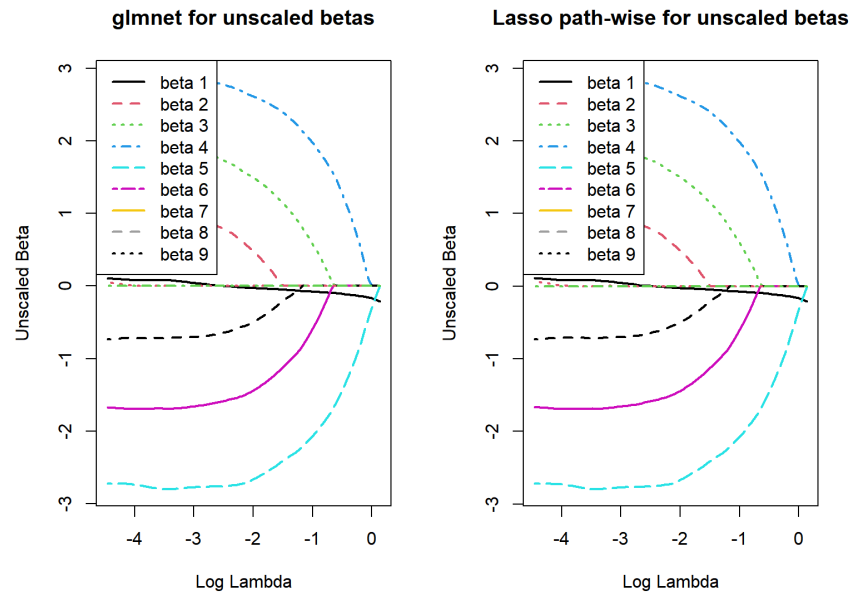 glmnet for unscaled betas
Unscaled Beta
3
2
1
0
-1
-2
-3
beta 1
beta 2
beta 3
beta 4
beta 5
beta 6
beta 7
beta 8
beta 9
-4 -3 -2 -1 0
Log Lambda
Lasso path-wise for unscaled betas
Unscaled Beta
3
2
1
0
-1
-2
-3
beta 1
beta 2
beta 3
beta 4
beta 5
beta 6
beta 7
beta 8
beta 9
-4 -3 -2 -1 0
Log Lambda